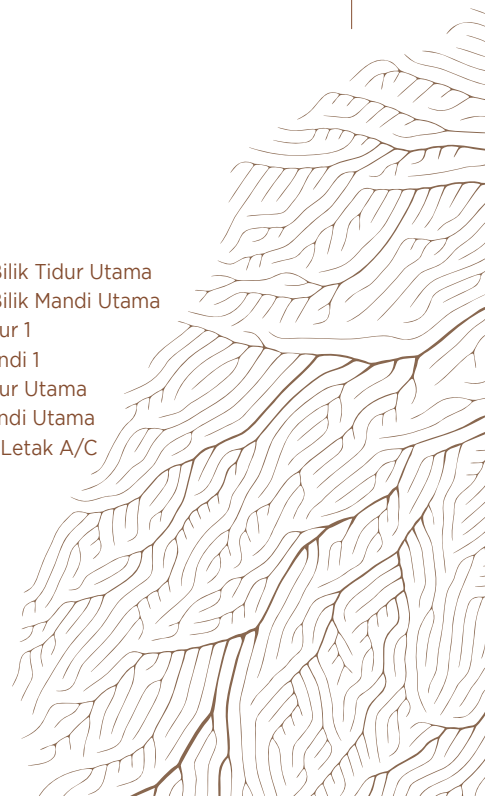 Bilik Tidur Utama
Bilik Mandi Utama
ur 1
ndi 1
ur Utama
ndi Utama
Letak A/C